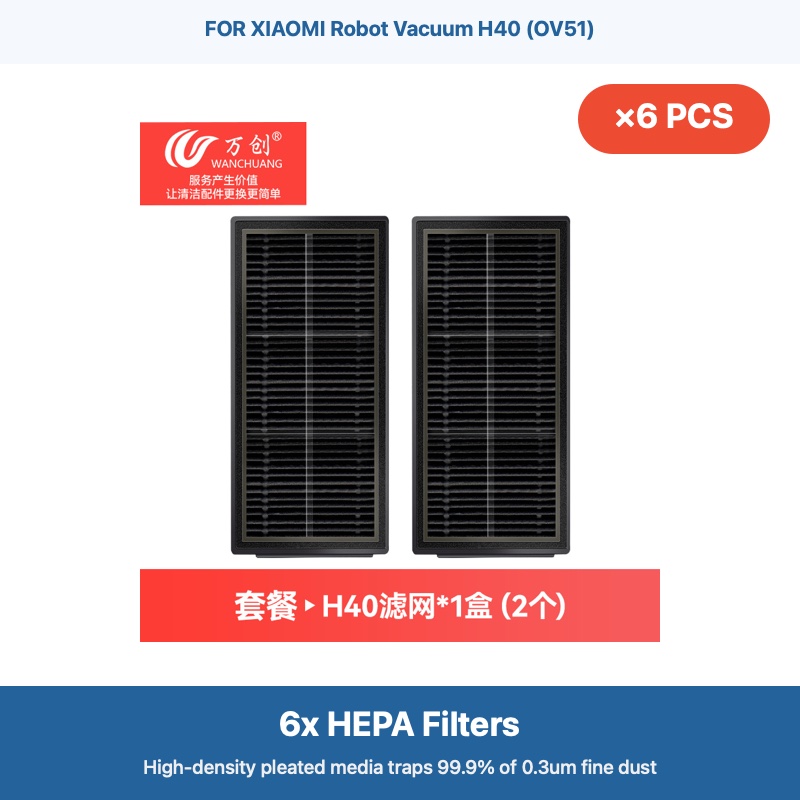 FOR XIAOMI Robot Vacuum H40 (OV51)
×6 PCS
万创®
WANCHUANG
服务产生价值
让清洁配件更换更简单
套餐▶H40滤网*1盒 (2个)
6x HEPA Filters
High-density pleated media traps 99.9% of 0.3um fine dust